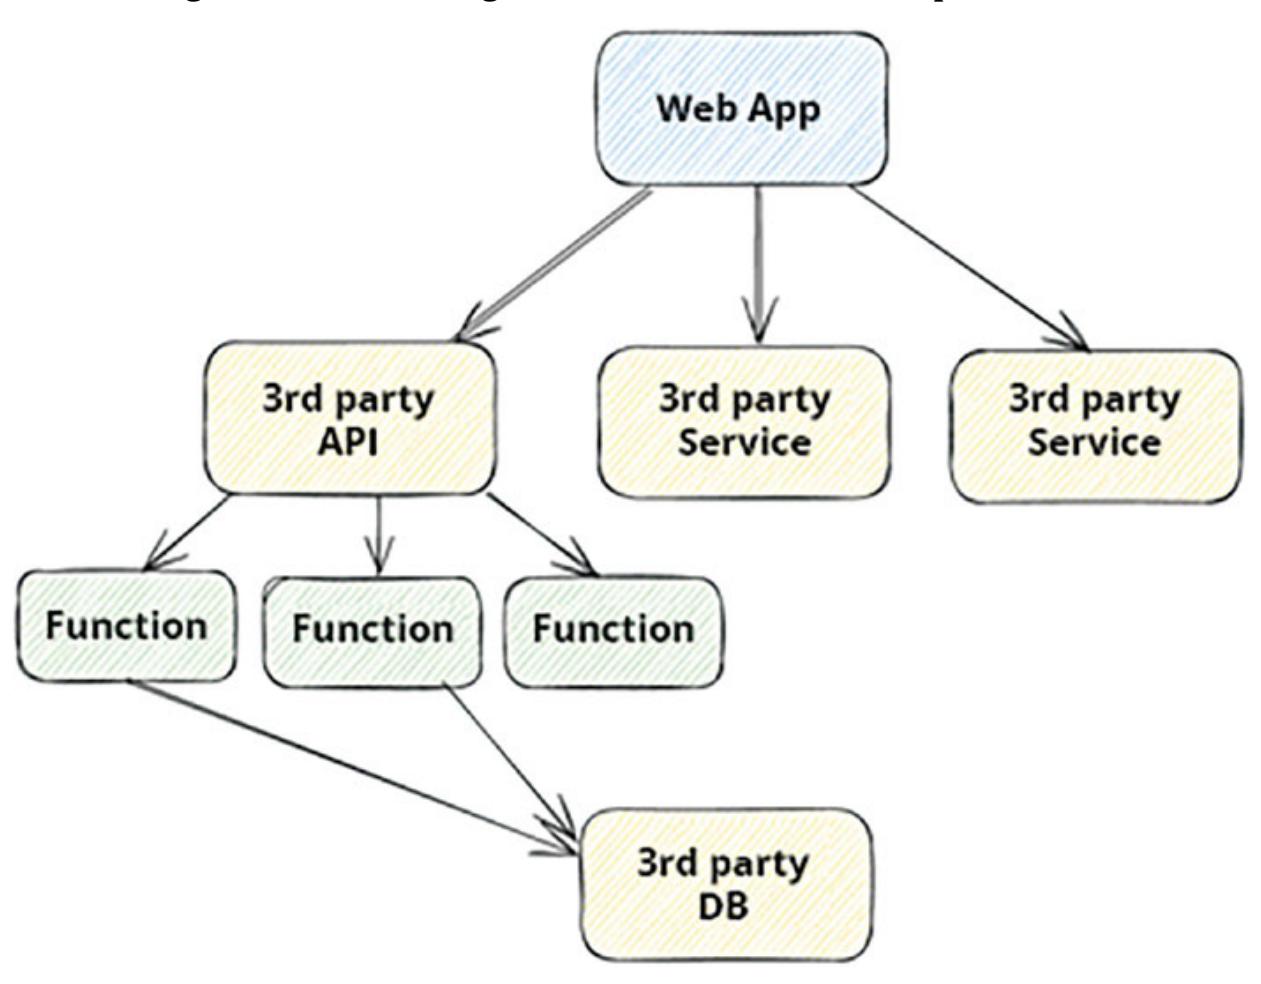 Web App
3rd party
API
3rd party
Service
3rd party
Service
Function
Function
Function
3rd party
DB